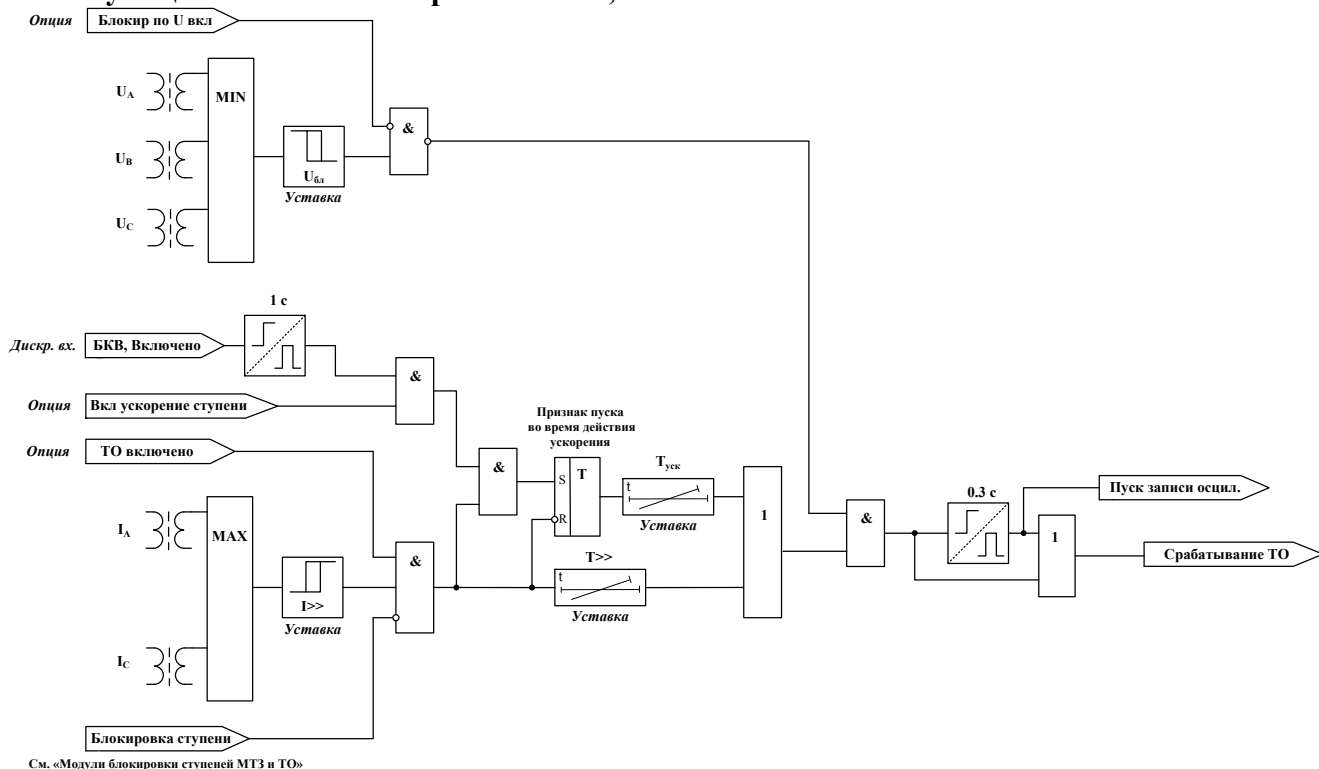 Опция
Блокир по U вкл
UA
UB
UC
MIN
Uбл
Уставка
&
1 с
Дискр. вх.
БКВ, Включено
Опция
Вкл ускорение ступени
&
Опция
ТО включено
IA
IC
MAX
I>>
Уставка
&
&
Признак пуска
во время действия
ускорения
S
T
R
Tуск
t
Уставка
T>>
t
Уставка
1
&
0.3 с
1
Пуск записи осцил.
Срабатывание ТО
Блокировка ступени
См. «Модули блокировки ступеней МТЗ и ТО»